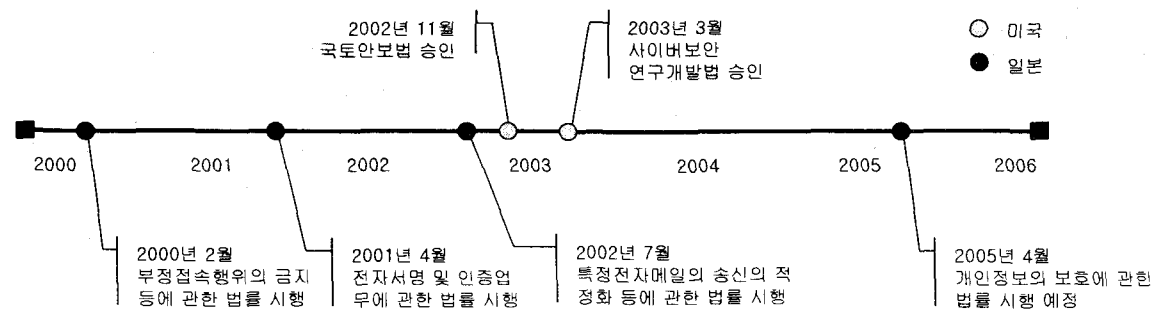 2002년 11월
국토안보법 승인
2003년 3월
사이버보안
연구개발법 승인
미국
일본
2000
2001
2002
2003
2004
2005
2006
2000년 2월
부정접속행위의 금지
등에 관한 법률 시행
2001년 4월
전자서명 및 인증업
무에 관한 법률 시행
2002년 7월
특정전자메일의 송신의 적
정화 등에 관한 법률 시행
2005년 4월
개인정보의 보호에 관한
법률 시행 예정